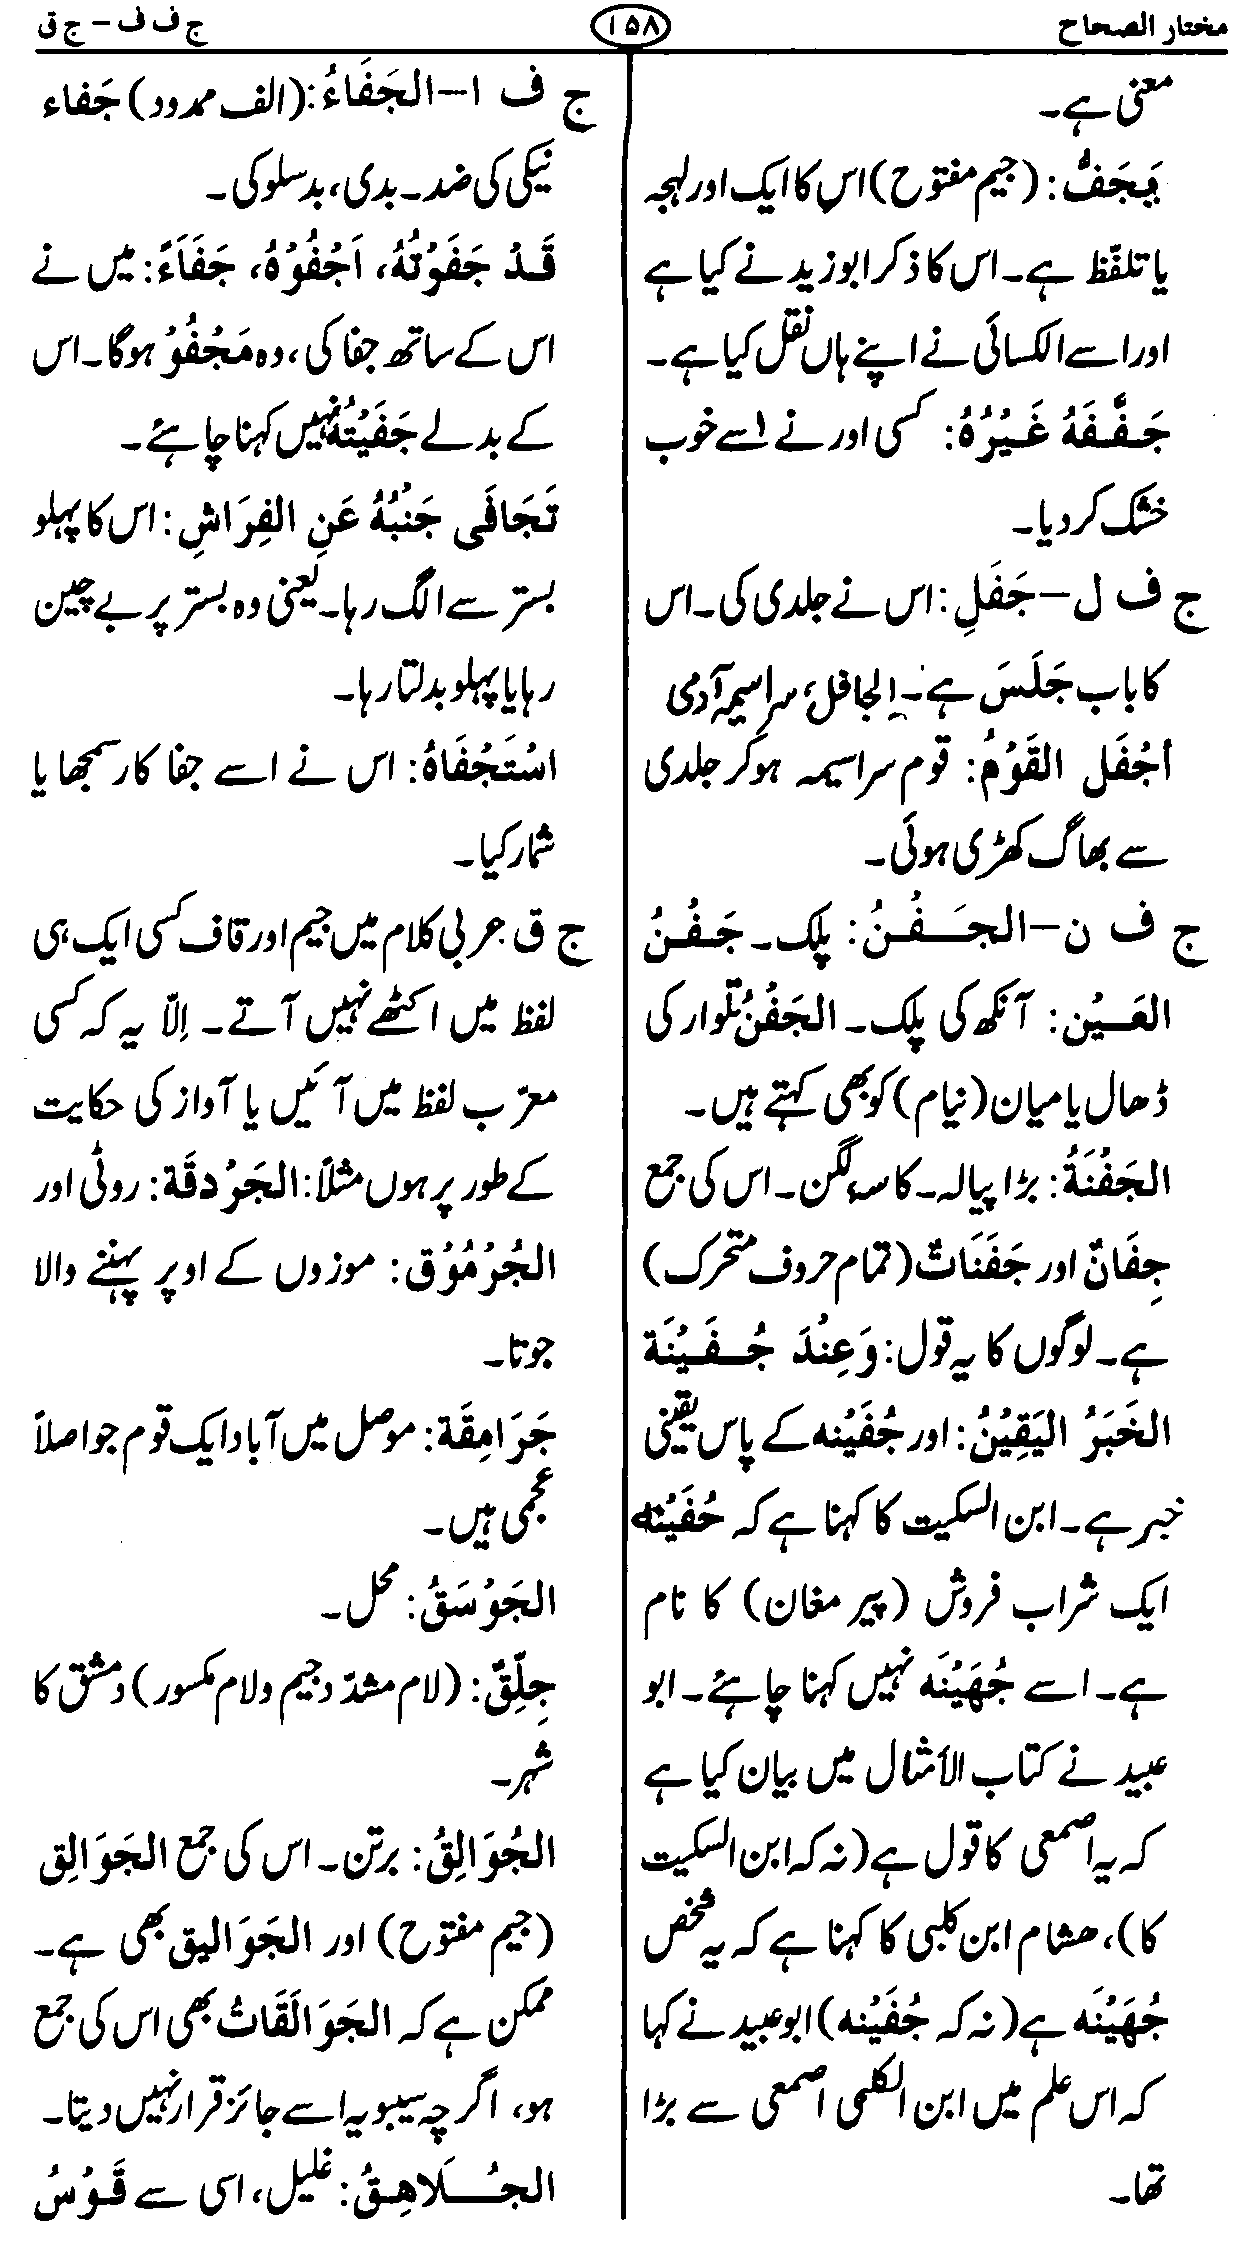 مختار الصحاح
۱۵۸
ج ف ف – ج ق
معنی ہے۔
یَجَفُّ: (جیم مفتوح) اس کا ایک اور لہجہ
یا تلفّظ ہے۔ اس کا ذکر ابوزید نے کیا ہے
اور اسے الکسائی نے اپنے ہاں نقل کیا ہے۔
جَفَّفَهُ غَيْرُهُ: کسی اور نے اسے خوب
خشک کردیا۔
ج ف ل – جَفَلِ: اس نے جلدی کی۔ اس
کا باب جَلَسَ ہے۔ الجافل، سراسیمہ آدمی
أجْفَل القَوْمُ: قوم سراسیمہ ہوکر جلدی
سے بھاگ کھڑی ہوئی۔
ج ف ن – الجَفْنُ: پلک۔ جَفْنُ
العَيْن: آنکھ کی پلک۔ الجَفْنُ تلوار کی
ڈھال یا میان (نیام) کو بھی کہتے ہیں۔
الجَفْنَةُ: بڑا پیالہ۔ کاسۂ لگن۔ اس کی جمع
جِفَانٌ اور جَفَنَاتٌ (تمام حروف متحرک)
ہے۔ لوگوں کا یہ قول: وَعِنْدَ جُفَيْنَة
الخَبَرُ اليَقِيْنُ: اور جُفَيْنه کے پاس یقینی
خبر ہے۔ ابن السکیت کا کہنا ہے کہ جُفَيْنَه
ایک شراب فروش (پیر مغاں) کا نام
ہے۔ اسے جُهَيْنَه نہیں کہنا چاہئے۔ ابو
عبید نے کتاب الأمثال میں بیان کیا ہے
کہ یہ اصمعی کا قول ہے (نہ کہ ابن السکیت
کا)، ھشام ابن کلبی کا کہنا ہے کہ یہ شخص
جُهَيْنَه ہے (نہ کہ جُفَيْنه) ابوعبید نے کہا
کہ اس علم میں ابن الکلمی اصمعی سے بڑا
تھا۔
ج ف ا – الجَفَاءُ: (الف ممدود) جَفاء
نیکی کی ضد۔ بدی، بدسلوکی۔
قَدْ جَفَوْتُهُ، اَجْفُوْهُ، جَفَاءً: میں نے
اس کے ساتھ جفا کی، وہ مَجْفُوٌ ہوگا۔ اس
کے بدلے جَفَيْتُهُ نہیں کہنا چاہئے۔
تَجَافَى جَنْبُهُ عَنِ الفِرَاشِ: اس کا پہلو
بستر سے الگ رہا۔ یعنی وہ بستر پر بے چین
رہا یا پہلو بدلتا رہا۔
اسْتَجْفَاهُ: اس نے اسے جفا کار سمجھا یا
شمار کیا۔
ج ق عربی کلام میں جیم اور قاف کسی ایک ہی
لفظ میں اکٹھے نہیں آتے۔ اِلّا یہ کہ کسی
معرّب لفظ میں آئیں یا آواز کی حکایت
کے طور پر ہوں مثلاً: الجَرْدقَة: روٹی اور
الجُرْمُوْق: موزوں کے اوپر پہننے والا
جوتا۔
جَرَامِقَة: موصل میں آباد ایک قوم جو اصلاً
عجمی ہیں۔
الجَوْسَقُ: محل۔
جِلِّقٌ: (لام مشدّد و جیم و لام مکسور) دمشق کا
شہر۔
الجُوَالِقُ: برتن۔ اس کی جمع الجَوَالِق
(جیم مفتوح) اور الجَوَالِيق بھی ہے۔
ممکن ہے کہ الجَوَالَقَاتُ بھی اس کی جمع
ہو، اگرچہ سیبویہ اسے جائز قرار نہیں دیتا۔
الجُلَاهِقُ: غلیل، اسی سے قَوْسُ